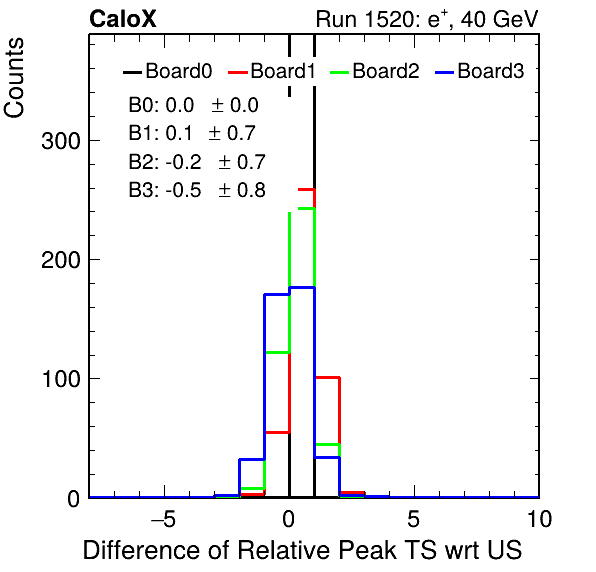 CaloX Run 1520: e⁺, 40 GeV
Counts
Board0 Board1 Board2 Board3
B0: 0.0 ± 0.0
B1: 0.1 ± 0.7
B2: -0.2 ± 0.7
B3: -0.5 ± 0.8
300
200
100
0
−5 0 5 10
Difference of Relative Peak TS wrt US